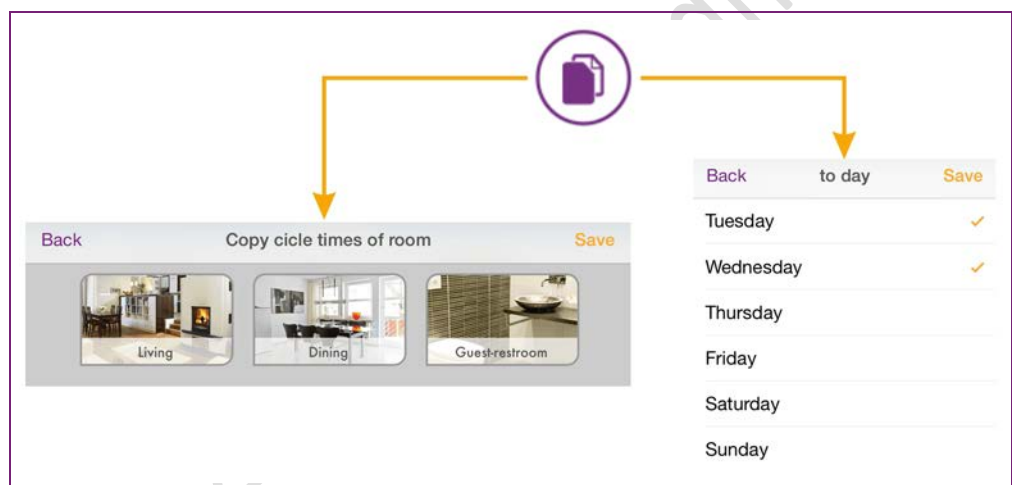 Back Copy cicle times of room Save
Living Dining Guest-restroom
Back to day Save
Tuesday
Wednesday
Thursday
Friday
Saturday
Sunday